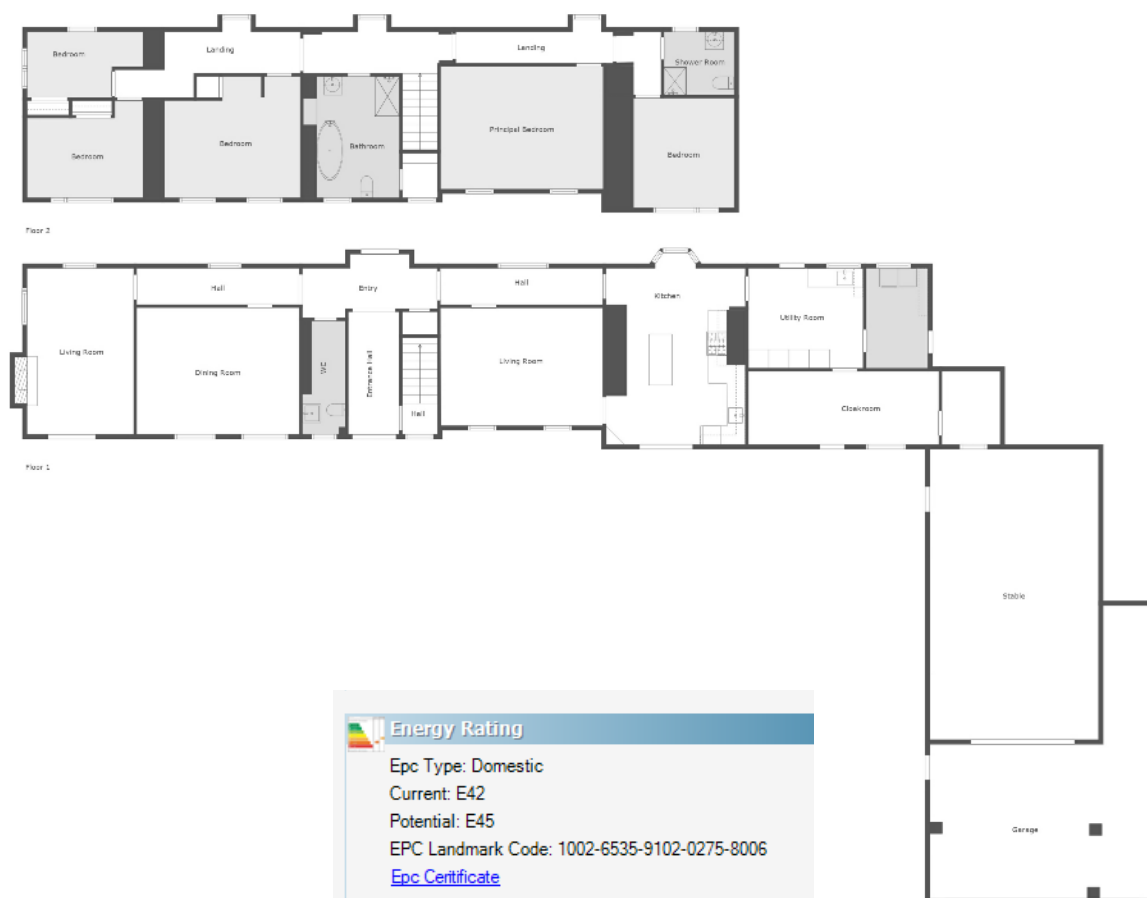 Bedroom
Landing
Landing
Shower Room
Principal Bedroom
Bedroom
Bedroom
Bathroom
Bedroom
Floor 2
Hall
Entry
Hall
Kitchen
Utility Room
Living Room
Dining Room
WC
Entrance Hall
Living Room
Hall
Cloakroom
Floor 1
Stable
Energy Rating
Epc Type: Domestic
Current: E42
Potential: E45
EPC Landmark Code: 1002-6535-9102-0275-8006
Epc Certificate
Garage